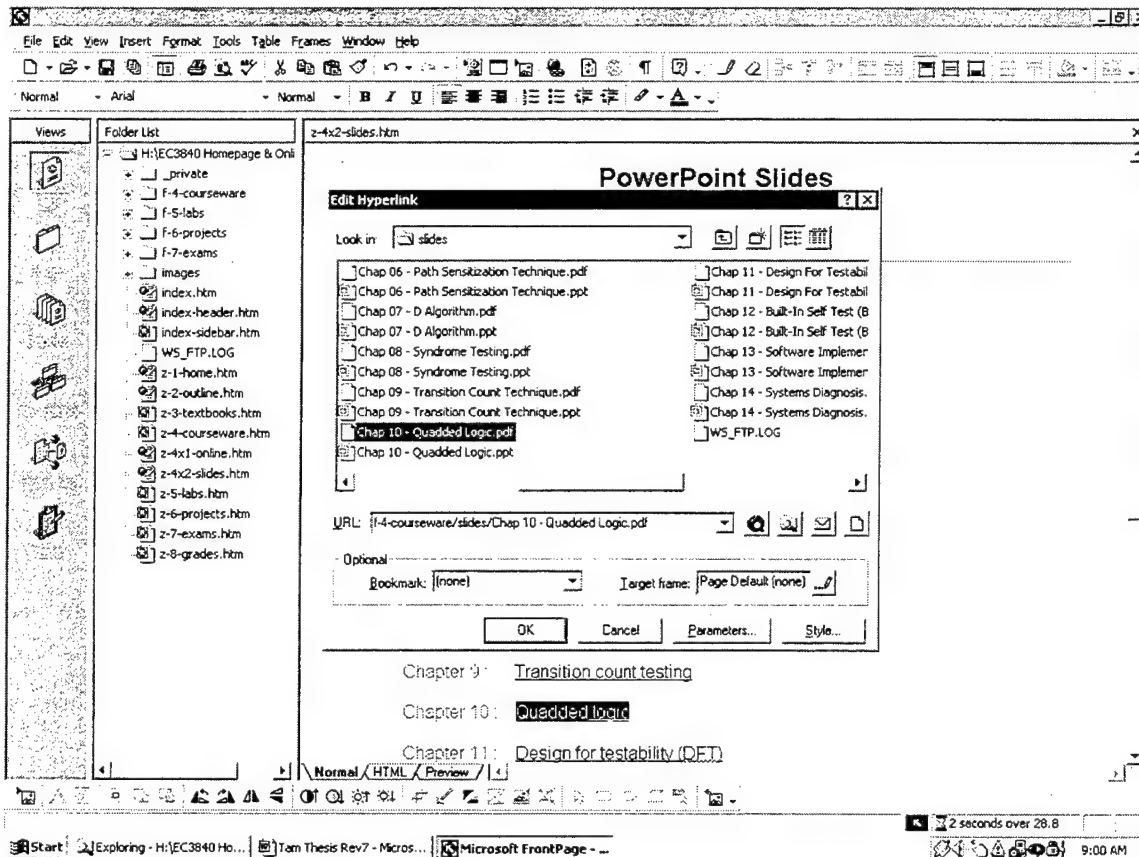 File Edit View Insert Format Tools Table Frames Window Help
Normal Arial Normal B I U A
Views
Folder List
z-4x2-slides.htm
H:\EC3840 Homepage & Onli
_private
f-4-courseware
f-5-labs
f-6-projects
f-7-exams
images
index.htm
index-header.htm
index-sidebar.htm
WS_FTP.LOG
z-1-home.htm
z-2-outline.htm
z-3-textbooks.htm
z-4-courseware.htm
z-4x1-online.htm
z-4x2-slides.htm
z-5-labs.htm
z-6-projects.htm
z-7-exams.htm
z-8-grades.htm
PowerPoint Slides
Edit Hyperlink
Look in: slides
Chap 06 - Path Sensitization Technique.pdf
Chap 06 - Path Sensitization Technique.ppt
Chap 07 - D Algorithm.pdf
Chap 07 - D Algorithm.ppt
Chap 08 - Syndrome Testing.pdf
Chap 08 - Syndrome Testing.ppt
Chap 09 - Transition Count Technique.pdf
Chap 09 - Transition Count Technique.ppt
Chap 10 - Quadded Logic.pdf
Chap 10 - Quadded Logic.ppt
Chap 11 - Design For Testabil
Chap 11 - Design For Testabil
Chap 12 - Built-In Self Test (B
Chap 12 - Built-In Self Test (B
Chap 13 - Software Implemer
Chap 13 - Software Implemer
Chap 14 - Systems Diagnosis.
Chap 14 - Systems Diagnosis.
WS_FTP.LOG
URL: f-4-courseware/slides/Chap 10 - Quadded Logic.pdf
Optional
Bookmark: (none) Target frame: Page Default (none)
OK Cancel Parameters... Style...
Chapter 9 : Transition count testing
Chapter 10 : Quadded logic
Chapter 11 : Design for testability (DFT)
Normal HTML Preview
2 seconds over 28.8
Start Exploring - H:\EC3840 Ho... Tam Thesis Rev7 - Micros... Microsoft FrontPage - ... 9:00 AM